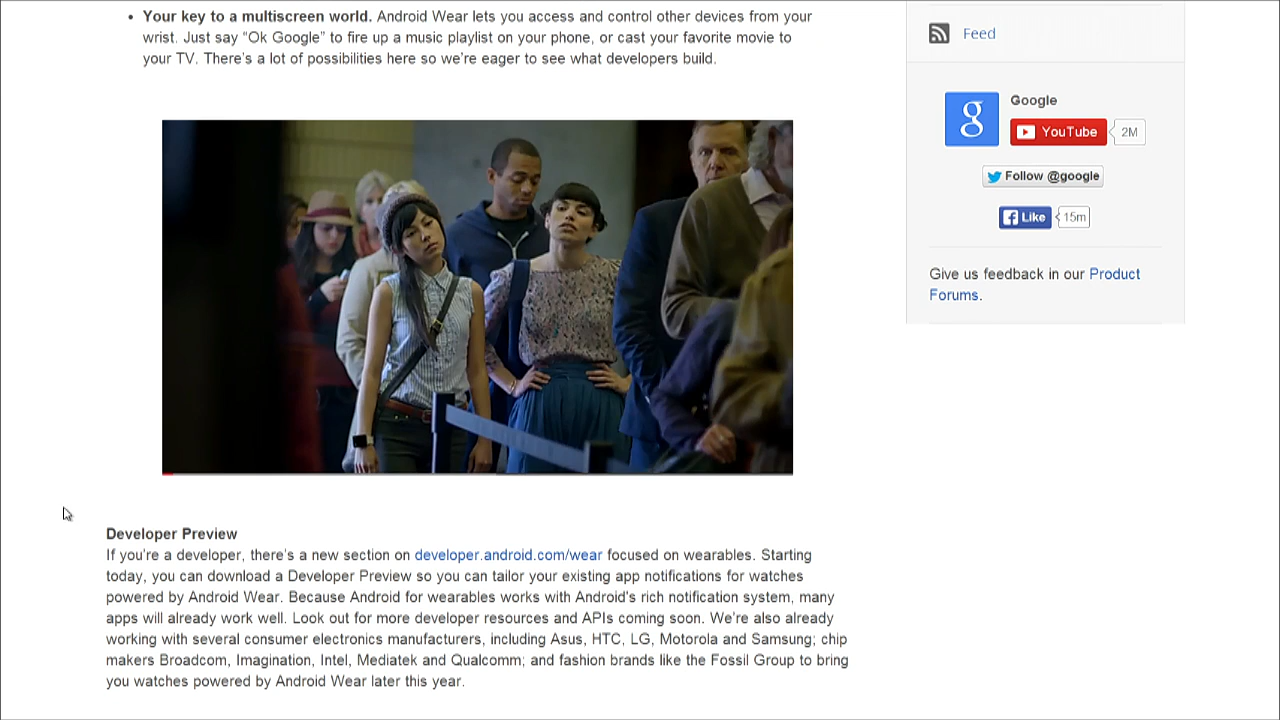 • Your key to a multiscreen world. Android Wear lets you access and control other devices from your
wrist. Just say “Ok Google” to fire up a music playlist on your phone, or cast your favorite movie to
your TV. There’s a lot of possibilities here so we’re eager to see what developers build.
Developer Preview
If you’re a developer, there’s a new section on developer.android.com/wear focused on wearables. Starting
today, you can download a Developer Preview so you can tailor your existing app notifications for watches
powered by Android Wear. Because Android for wearables works with Android’s rich notification system, many
apps will already work well. Look out for more developer resources and APIs coming soon. We’re also already
working with several consumer electronics manufacturers, including Asus, HTC, LG, Motorola and Samsung; chip
makers Broadcom, Imagination, Intel, Mediatek and Qualcomm; and fashion brands like the Fossil Group to bring
you watches powered by Android Wear later this year.
Feed
g
Google
YouTube 2M
Follow @google
Like 15m
Give us feedback in our Product
Forums.